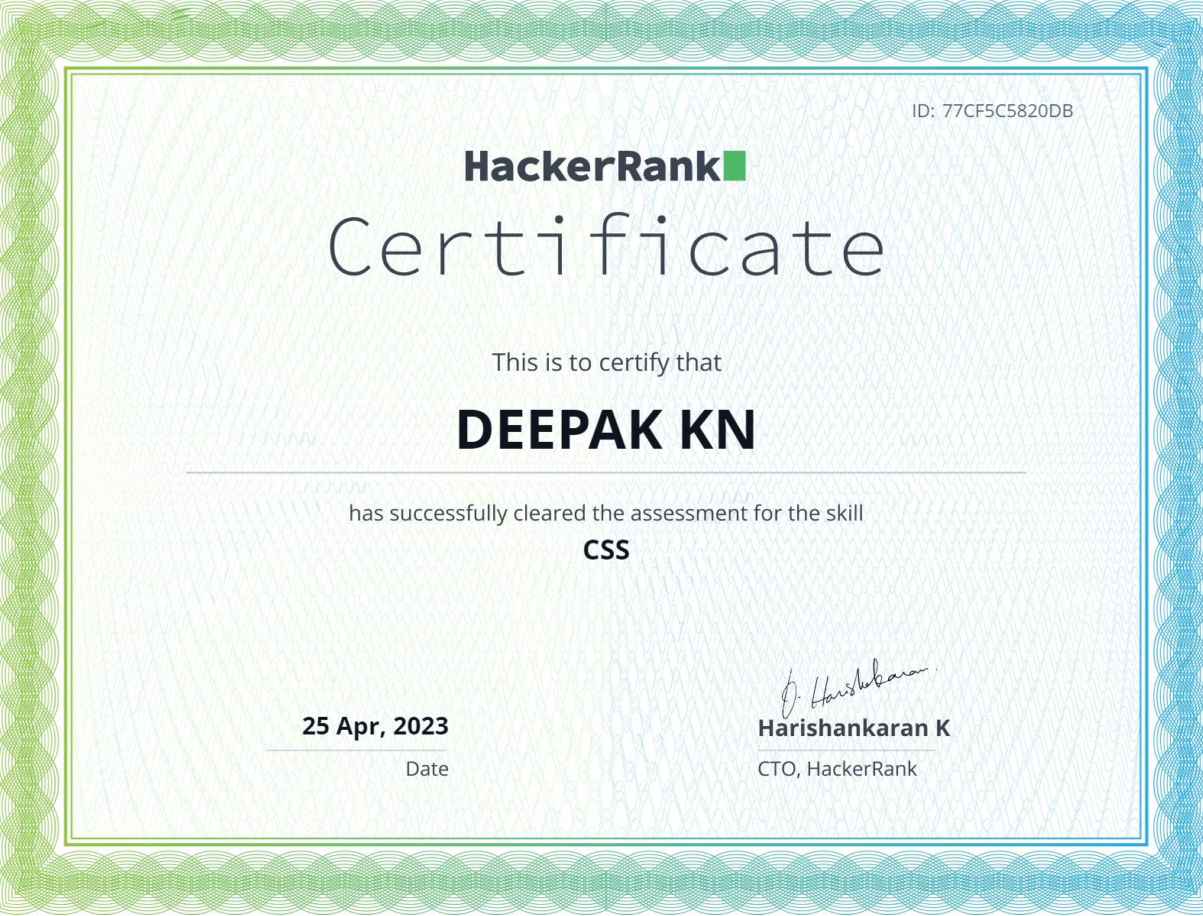 ID: 77CF5C5820DB
HackerRank
Certificate
This is to certify that
DEEPAK KN
has successfully cleared the assessment for the skill
CSS
25 Apr, 2023
Date
Harishankaran K
CTO, HackerRank